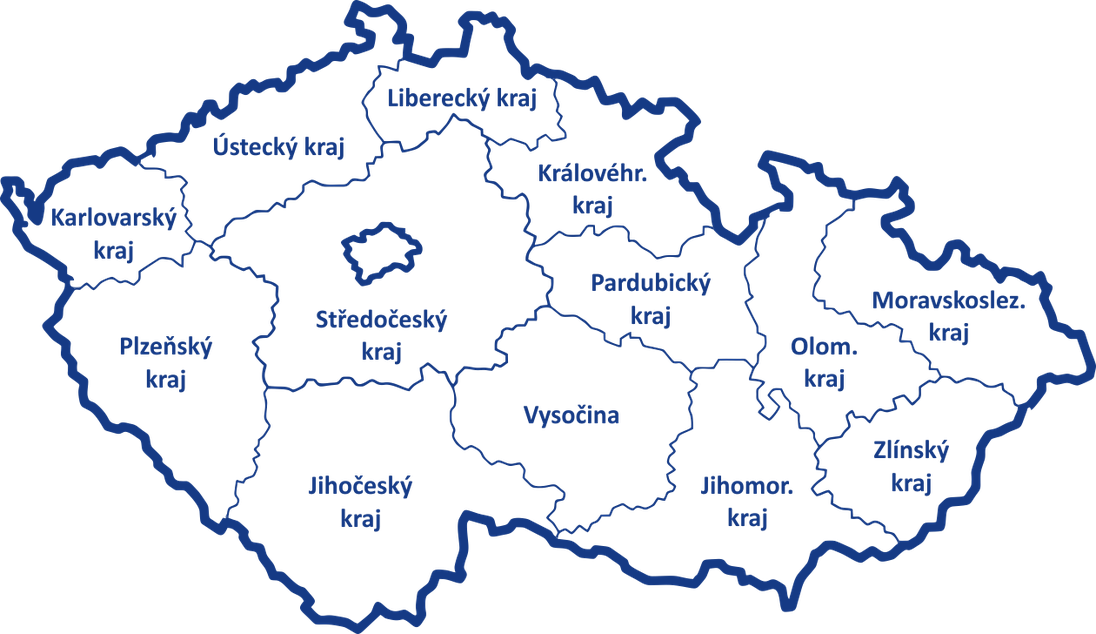 Liberecký kraj
Ústecký kraj
Královéhr.
kraj
Karlovarský
kraj
Pardubický
kraj
Moravskoslez.
kraj
Středočeský
kraj
Plzeňský
kraj
Olom.
kraj
Vysočina
Zlínský
kraj
Jihočeský
kraj
Jihomor.
kraj